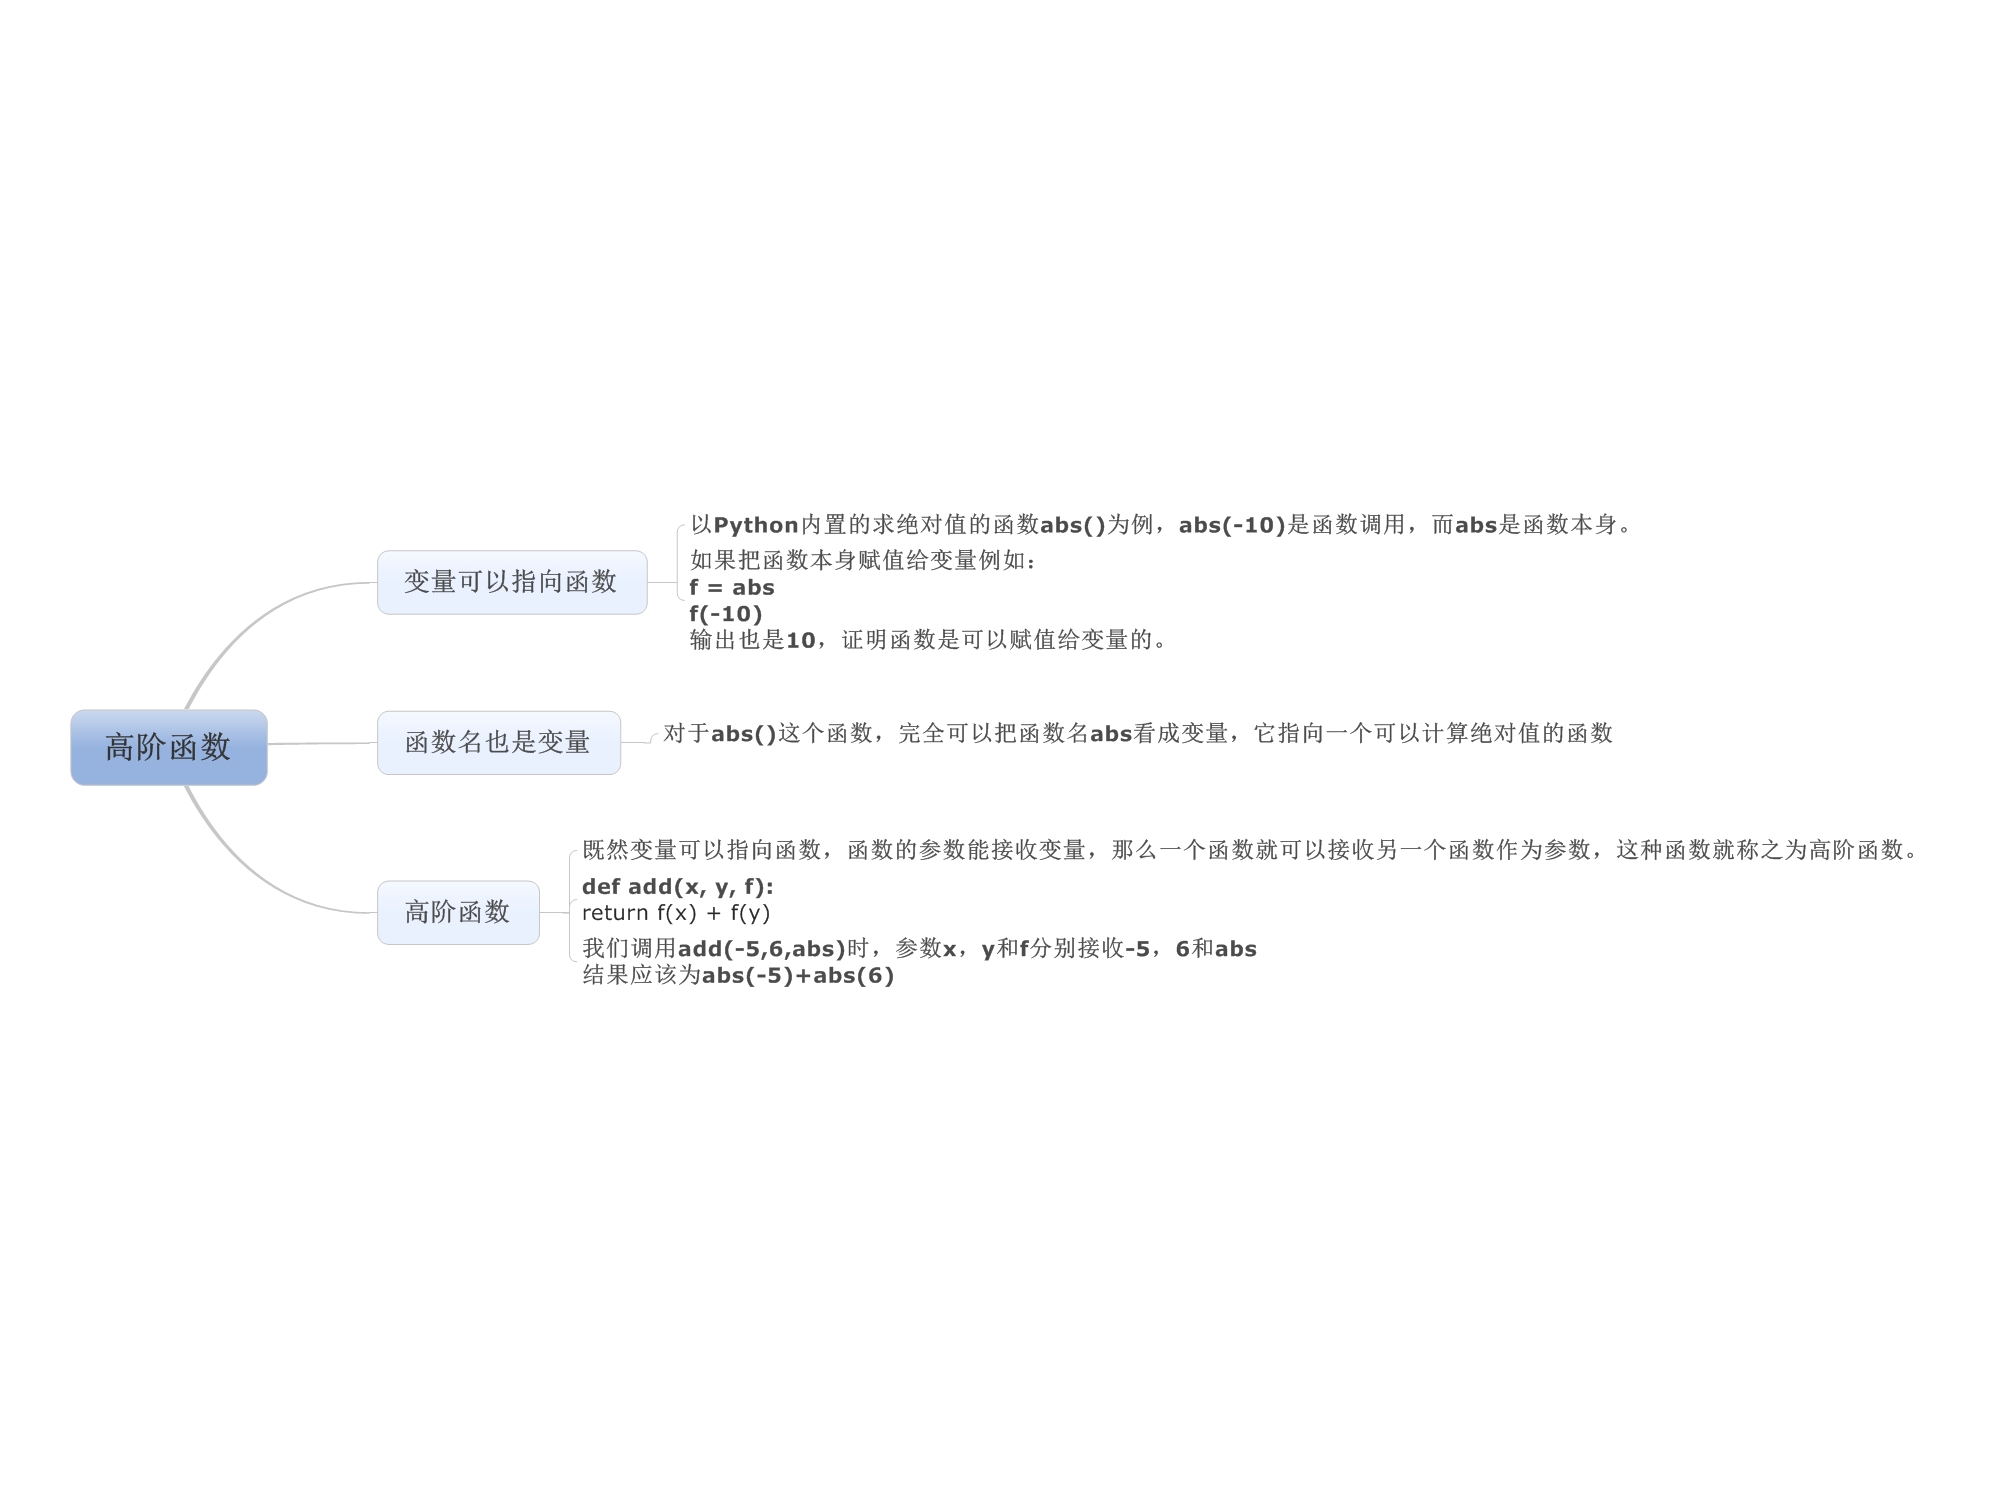 高阶函数
变量可以指向函数
以Python内置的求绝对值的函数abs()为例，abs(-10)是函数调用，而abs是函数本身。
如果把函数本身赋值给变量例如：
f = abs
f(-10)
输出也是10，证明函数是可以赋值给变量的。
函数名也是变量
对于abs()这个函数，完全可以把函数名abs看成变量，它指向一个可以计算绝对值的函数
高阶函数
既然变量可以指向函数，函数的参数能接收变量，那么一个函数就可以接收另一个函数作为参数，这种函数就称之为高阶函数。
def add(x, y, f):
return f(x) + f(y)
我们调用add(-5,6,abs)时，参数x，y和f分别接收-5，6和abs
结果应该为abs(-5)+abs(6)